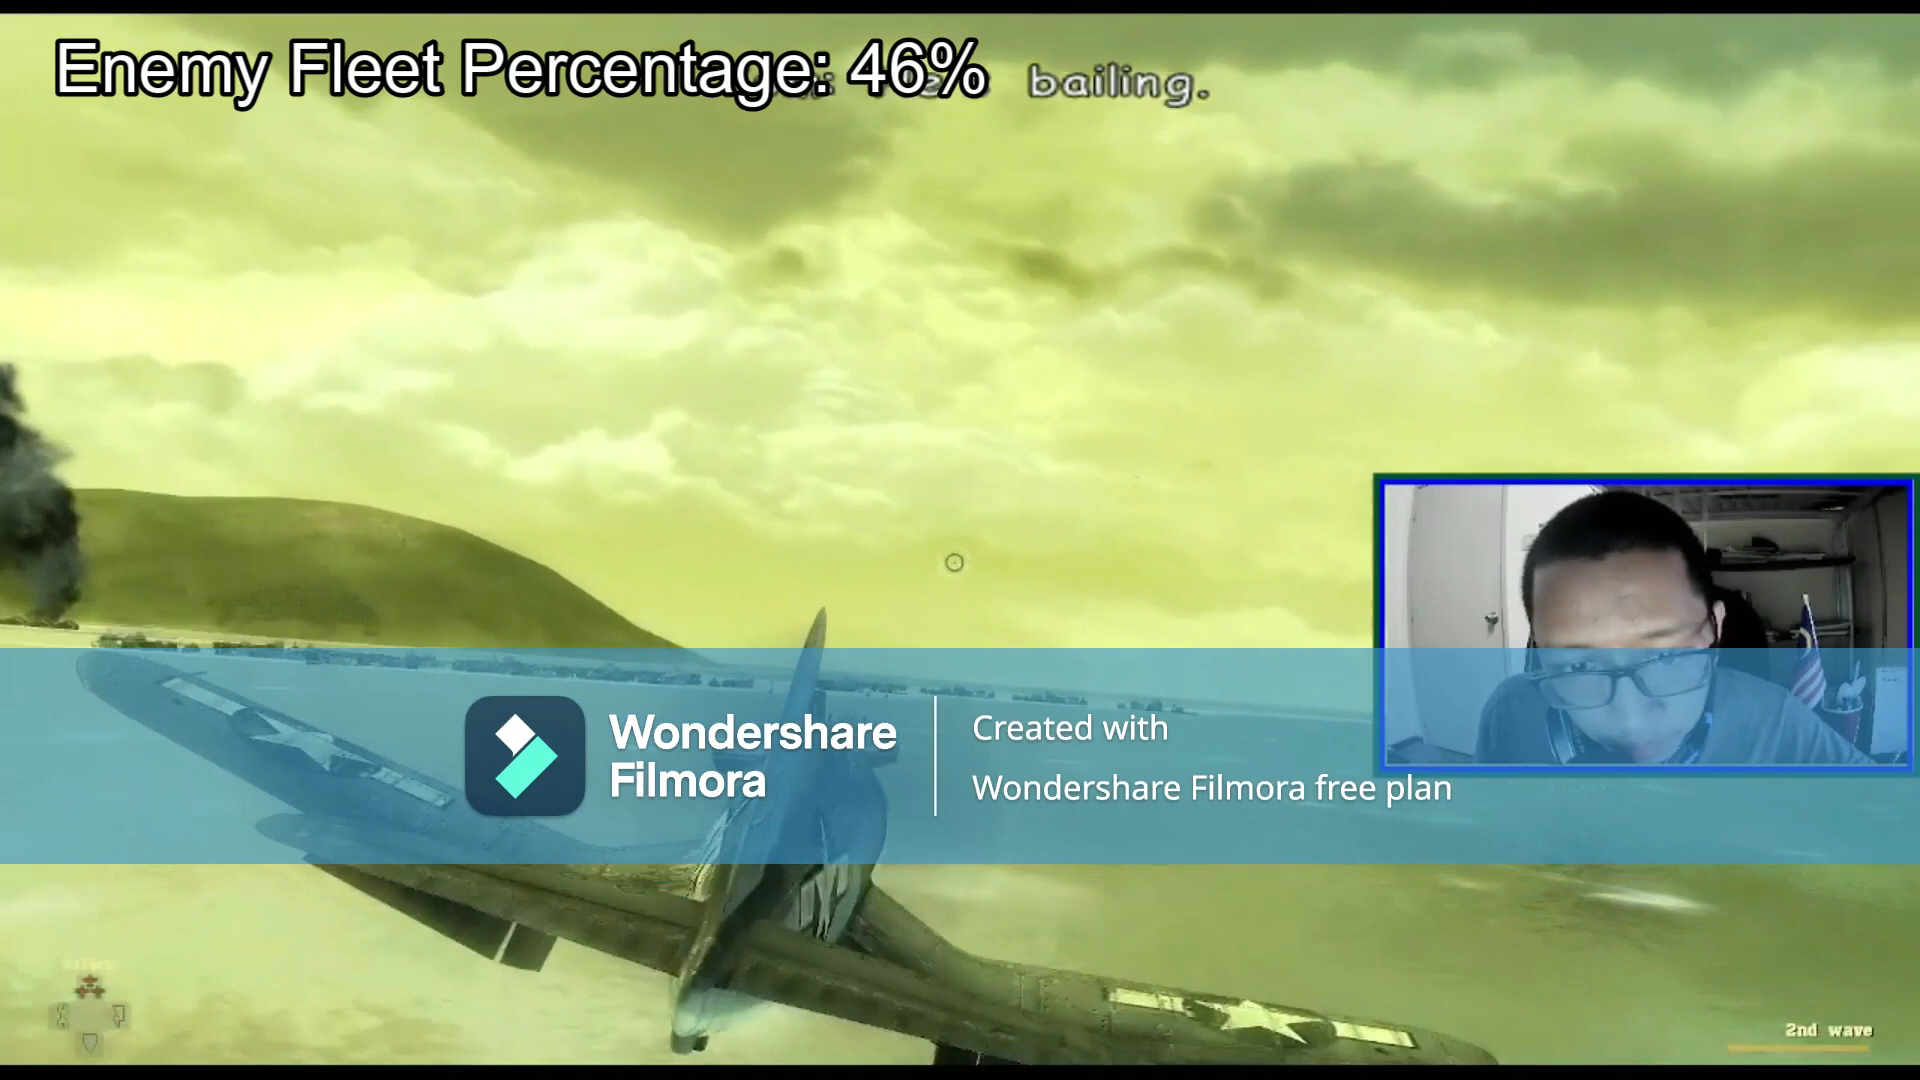 Enemy Fleet Percentage: 46%
bailing.
Wondershare
Filmora
Created with
Wondershare Filmora free plan
2nd wave